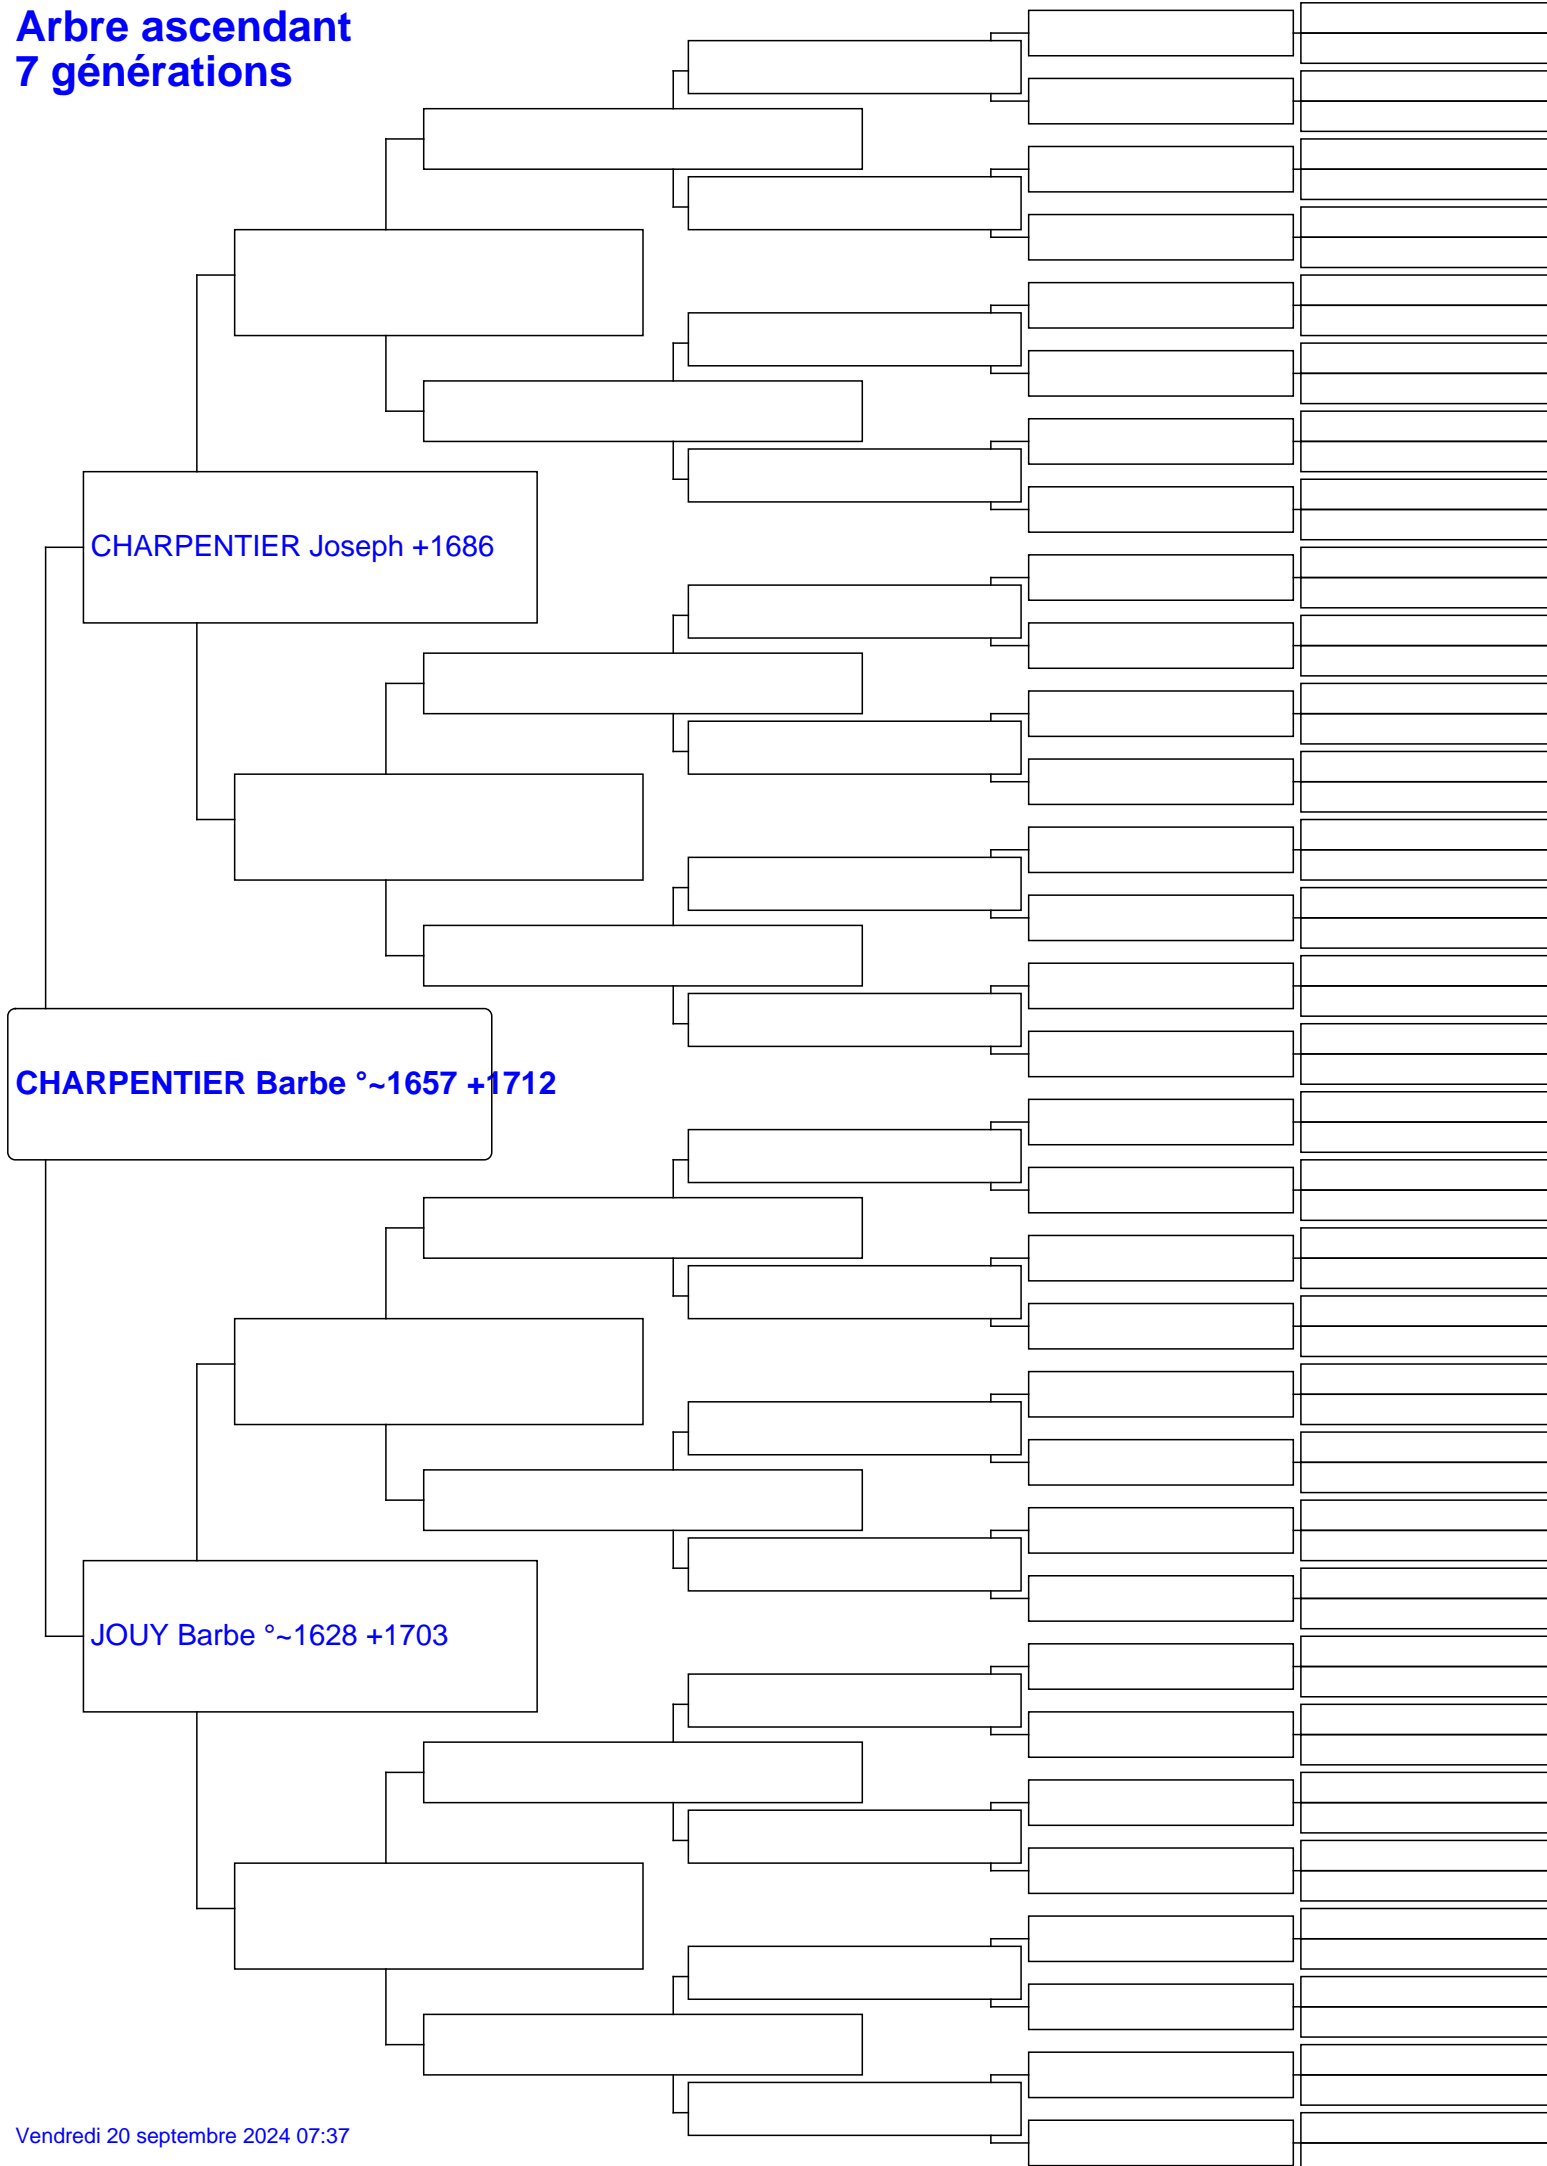 Arbre ascendant
7 générations
CHARPENTIER Joseph +1686
CHARPENTIER Barbe °~1657 +1712
JOUY Barbe °~1628 +1703
Vendredi 20 septembre 2024 07:37